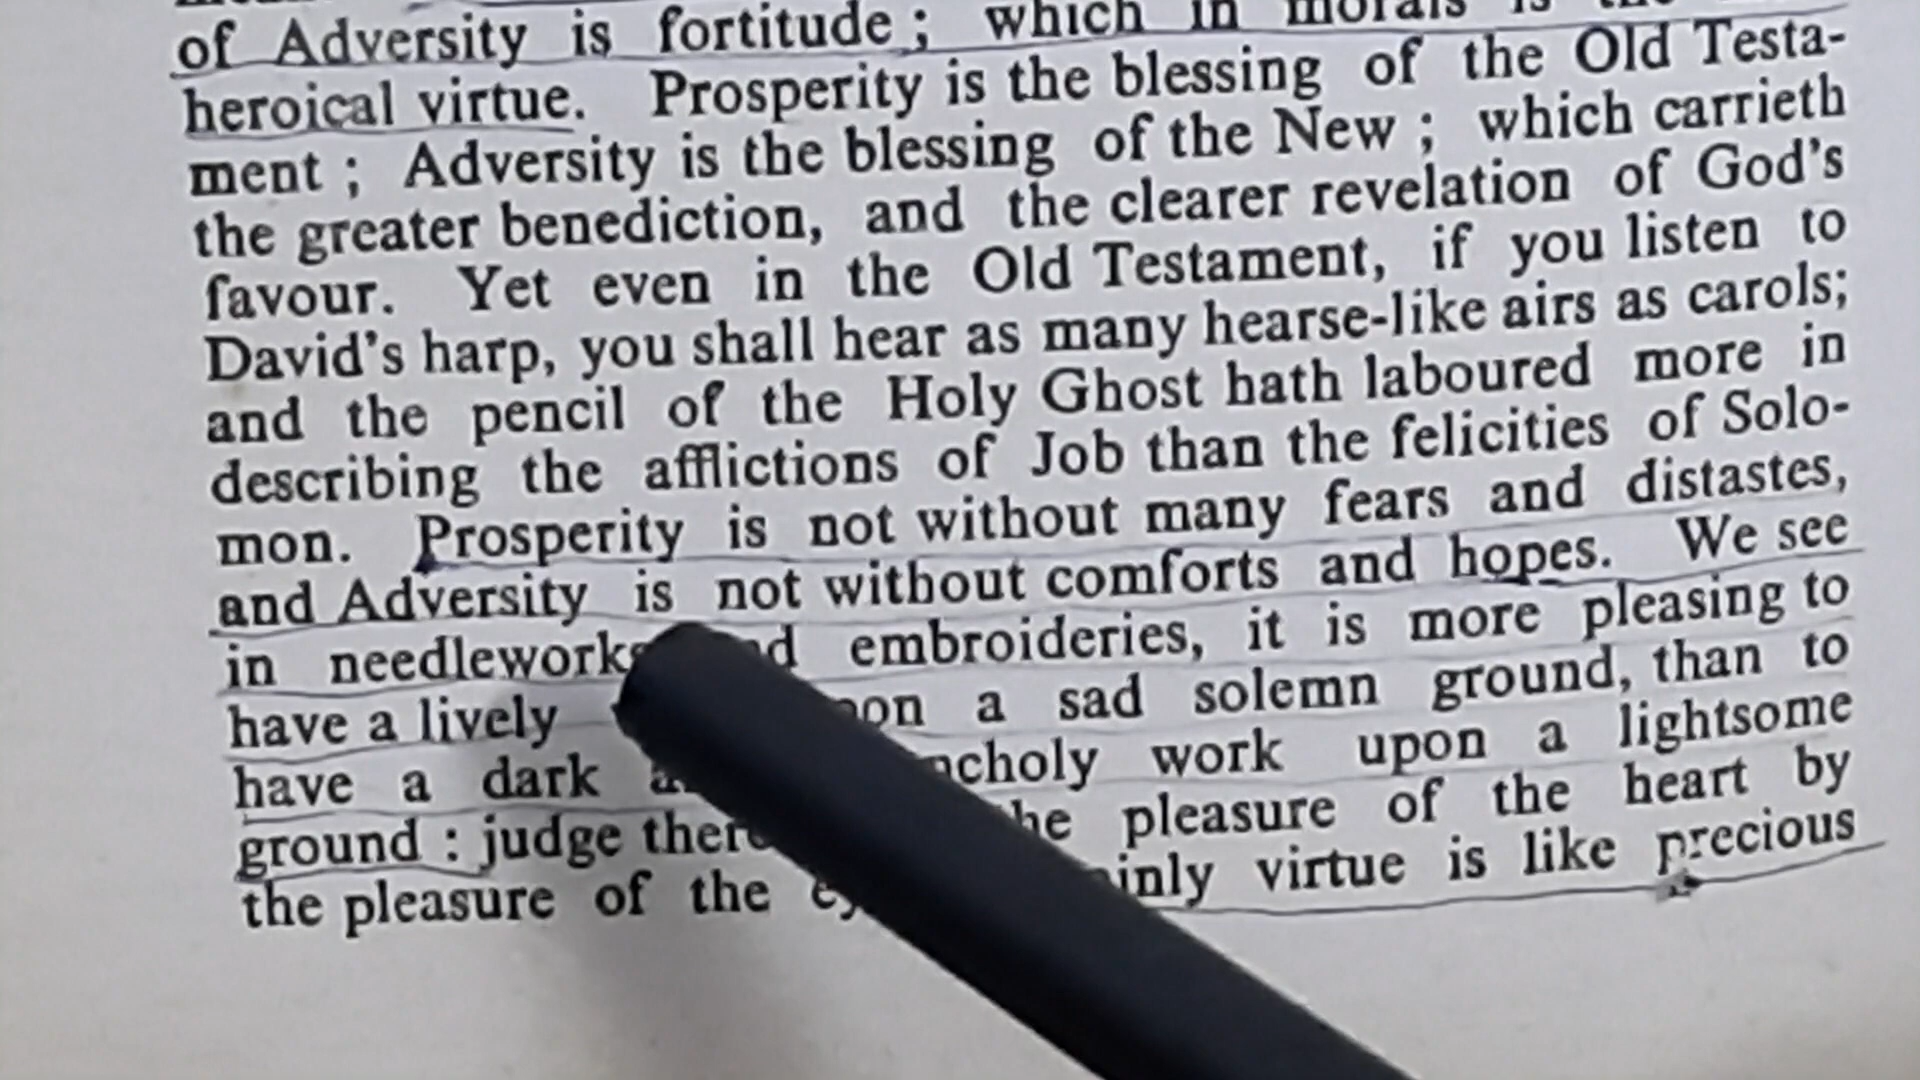 of Adversity is fortitude ; which in morals is the
heroical virtue. Prosperity is the blessing of the Old Testa-
ment ; Adversity is the blessing of the New ; which carrieth
the greater benediction, and the clearer revelation of God's
favour. Yet even in the Old Testament, if you listen to
David's harp, you shall hear as many hearse-like airs as carols;
and the pencil of the Holy Ghost hath laboured more in
describing the afflictions of Job than the felicities of Solo-
mon. Prosperity is not without many fears and distastes,
and Adversity is not without comforts and hopes. We see
in needleworks embroideries, it is more pleasing to
have a lively a sad solemn ground, than to
have a dark work upon a lightsome
ground : judge pleasure of the heart by
the pleasure of the virtue is like precious